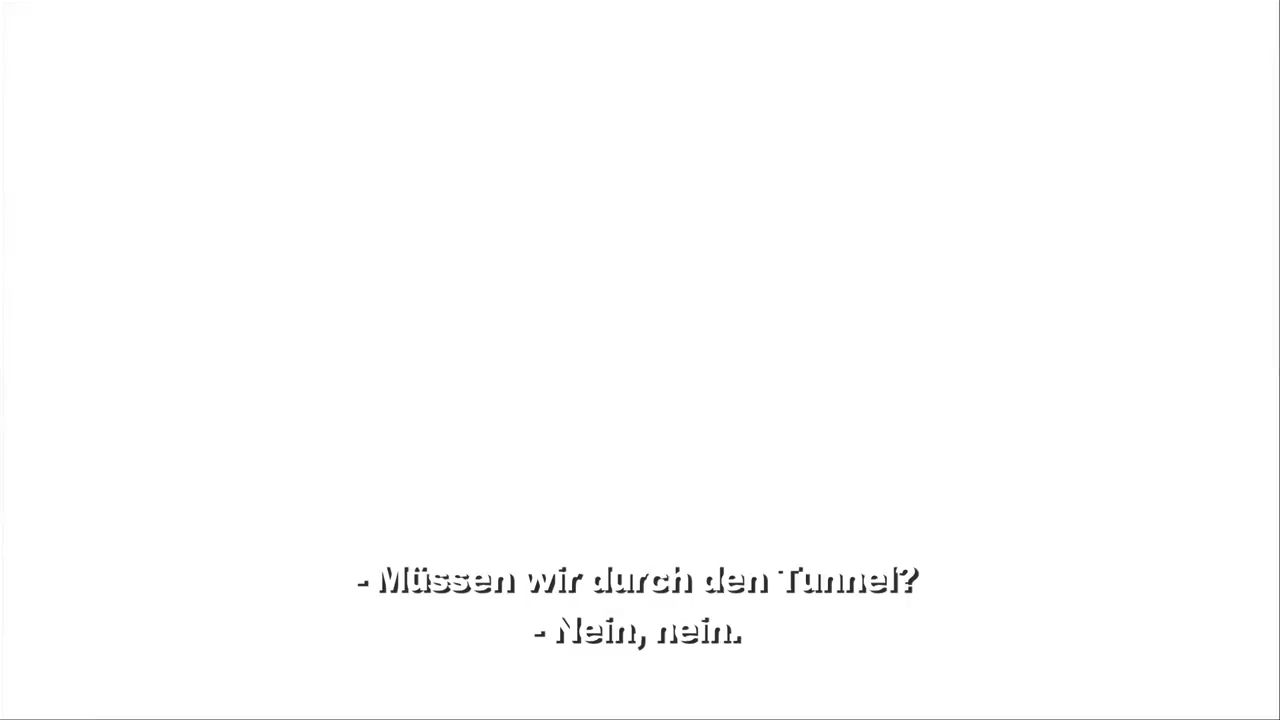 - Müssen wir durch den Tunnel?
- Nein, nein.